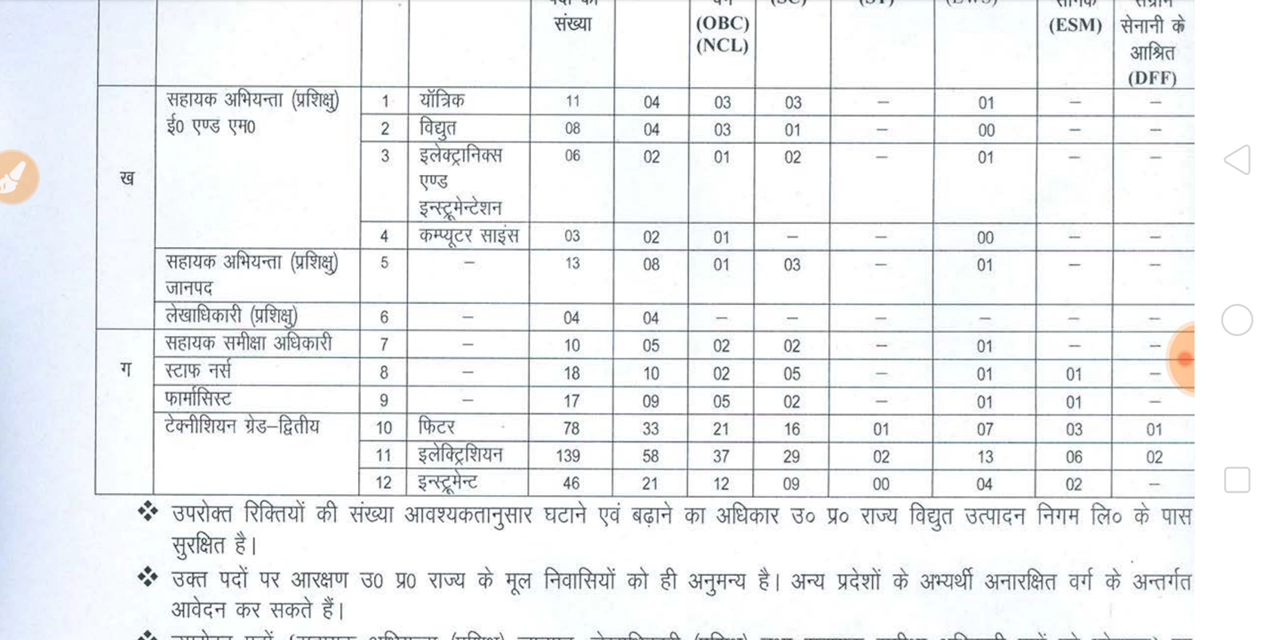 संख्या
(OBC)
(NCL)
(ESM)
सेनानी के
आश्रित
(DFF)
ख
सहायक अभियन्ता (प्रशिक्षु) 1 यॉत्रिक 11 04 03 03 – 01 – –
ई0 एण्ड एम0
2 विद्युत 08 04 03 01 – 00 – –
3 इलेक्ट्रानिक्स 06 02 01 02 – 01 – –
एण्ड
इन्स्ट्रूमेन्टेशन
4 कम्प्यूटर साइंस 03 02 01 – – 00 – –
सहायक अभियन्ता (प्रशिक्षु) 5 – 13 08 01 03 – 01 – –
जानपद
लेखाधिकारी (प्रशिक्षु) 6 – 04 04 – – – – – –
ग
सहायक समीक्षा अधिकारी 7 – 10 05 02 02 – 01 – –
स्टाफ नर्स 8 – 18 10 02 05 – 01 01 –
फार्मासिस्ट 9 – 17 09 05 02 – 01 01 –
टेक्नीशियन ग्रेड–द्वितीय 10 फिटर 78 33 21 16 01 07 03 01
11 इलेक्ट्रिशियन 139 58 37 29 02 13 06 02
12 इन्स्ट्रूमेन्ट 46 21 12 09 00 04 02 –
❖ उपरोक्त रिक्तियों की संख्या आवश्यकतानुसार घटाने एवं बढ़ाने का अधिकार उ० प्र० राज्य विद्युत उत्पादन निगम लि० के पास
सुरक्षित है।
❖ उक्त पदों पर आरक्षण उ0 प्र0 राज्य के मूल निवासियों को ही अनुमन्य है। अन्य प्रदेशों के अभ्यर्थी अनारक्षित वर्ग के अन्तर्गत
आवेदन कर सकते हैं।